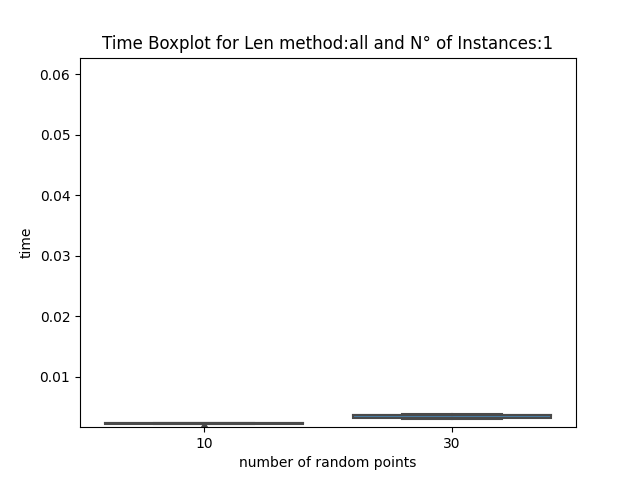 Time Boxplot for Len method:all and N° of Instances:1
0.06
0.05
0.04
0.03
0.02
0.01
time
10
30
number of random points